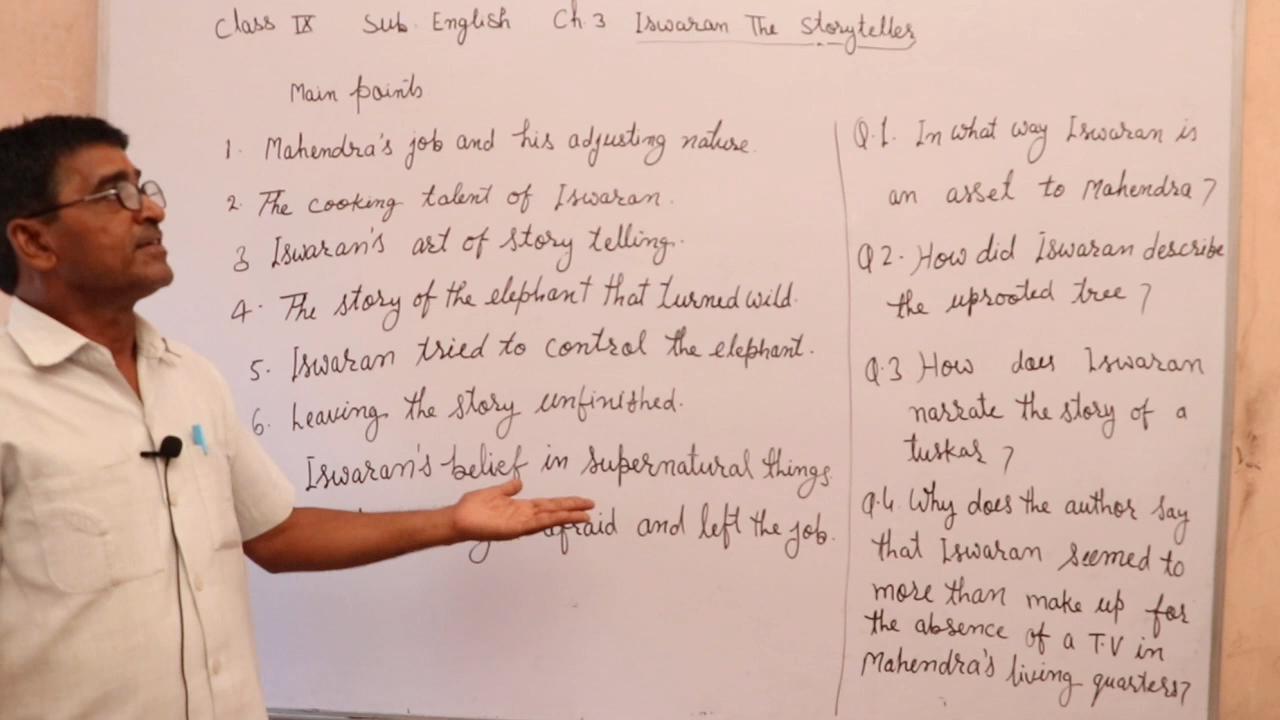 Class IX Sub. English Ch. 3 Iswaran The Storyteller
Main points
1. Mahendra's job and his adjusting nature.
2. The cooking talent of Iswaran.
3 Iswaran's art of story telling.
4. The story of the elephant that turned wild.
5. Iswaran tried to control the elephant.
6. Leaving the story unfinished.
Iswaran's belief in supernatural things.
afraid and left the job.
Q.1. In what way Iswaran is
an asset to Mahendra?
Q 2. How did Iswaran describe
the uprooted tree?
Q.3 How does Iswaran
narrate the story of a
tuskar?
Q.4. Why does the author say
that Iswaran seemed to
more than make up for
the absence of a T.V in
Mahendra's living quarters?